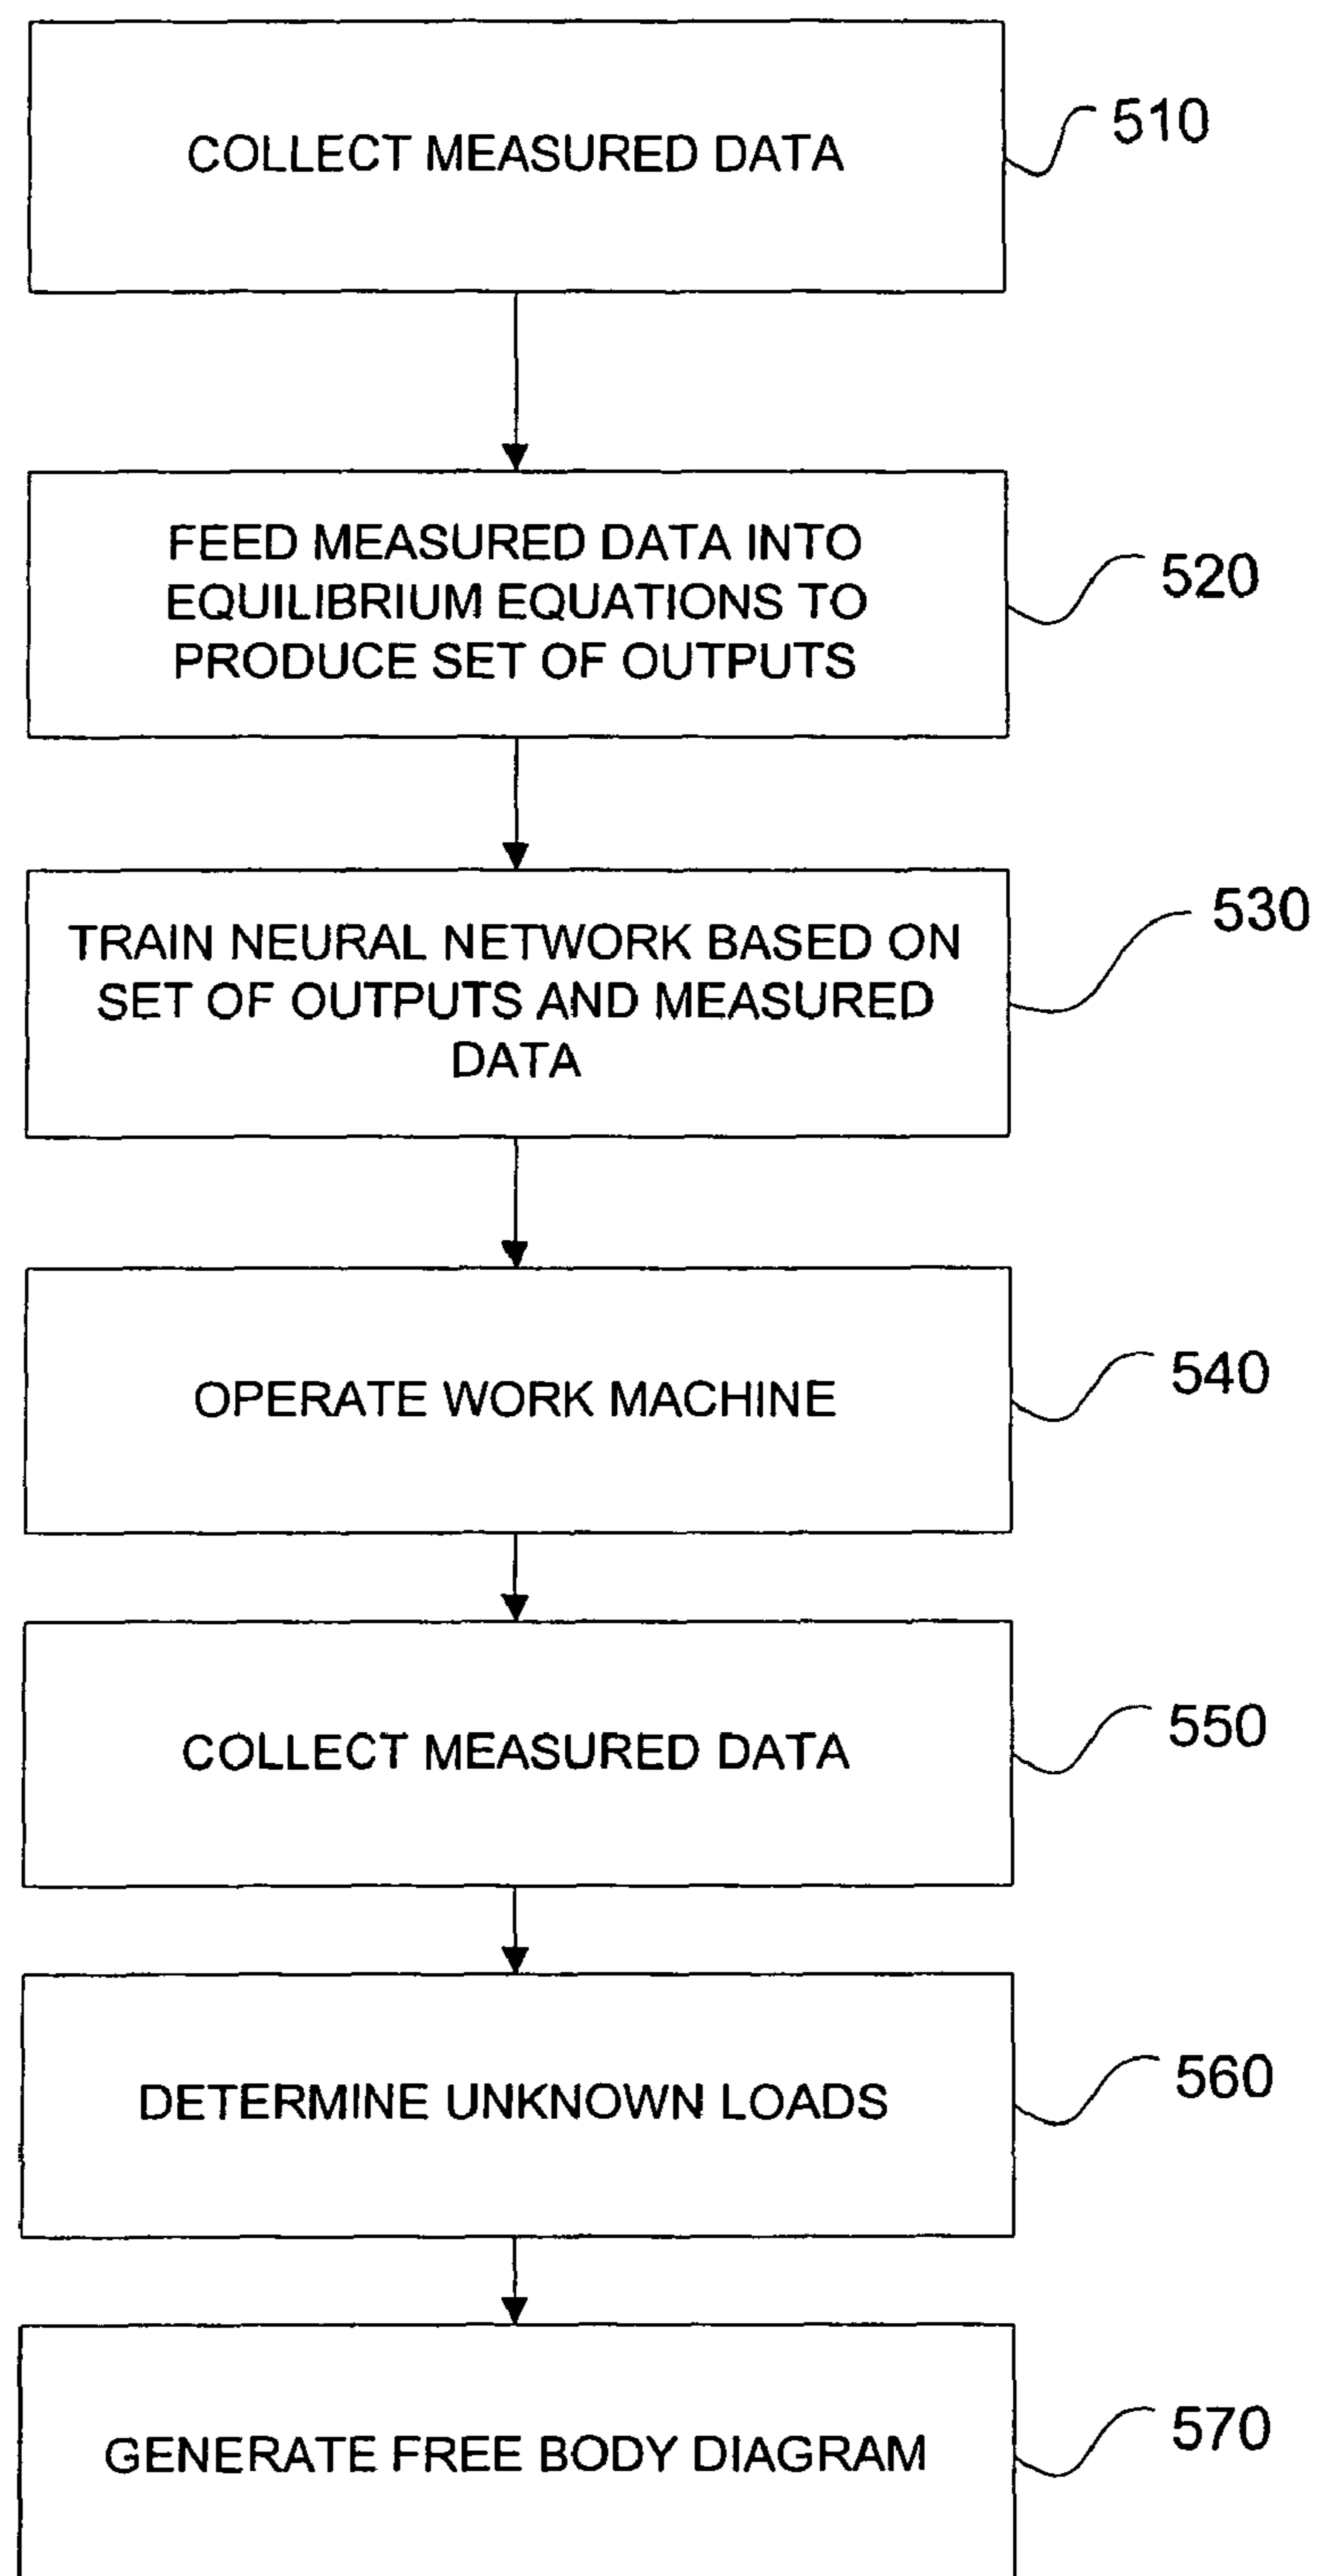 COLLECT MEASURED DATA
510
FEED MEASURED DATA INTO
EQUILIBRIUM EQUATIONS TO
PRODUCE SET OF OUTPUTS
520
TRAIN NEURAL NETWORK BASED ON
SET OF OUTPUTS AND MEASURED
DATA
530
OPERATE WORK MACHINE
540
COLLECT MEASURED DATA
550
DETERMINE UNKNOWN LOADS
560
GENERATE FREE BODY DIAGRAM
570